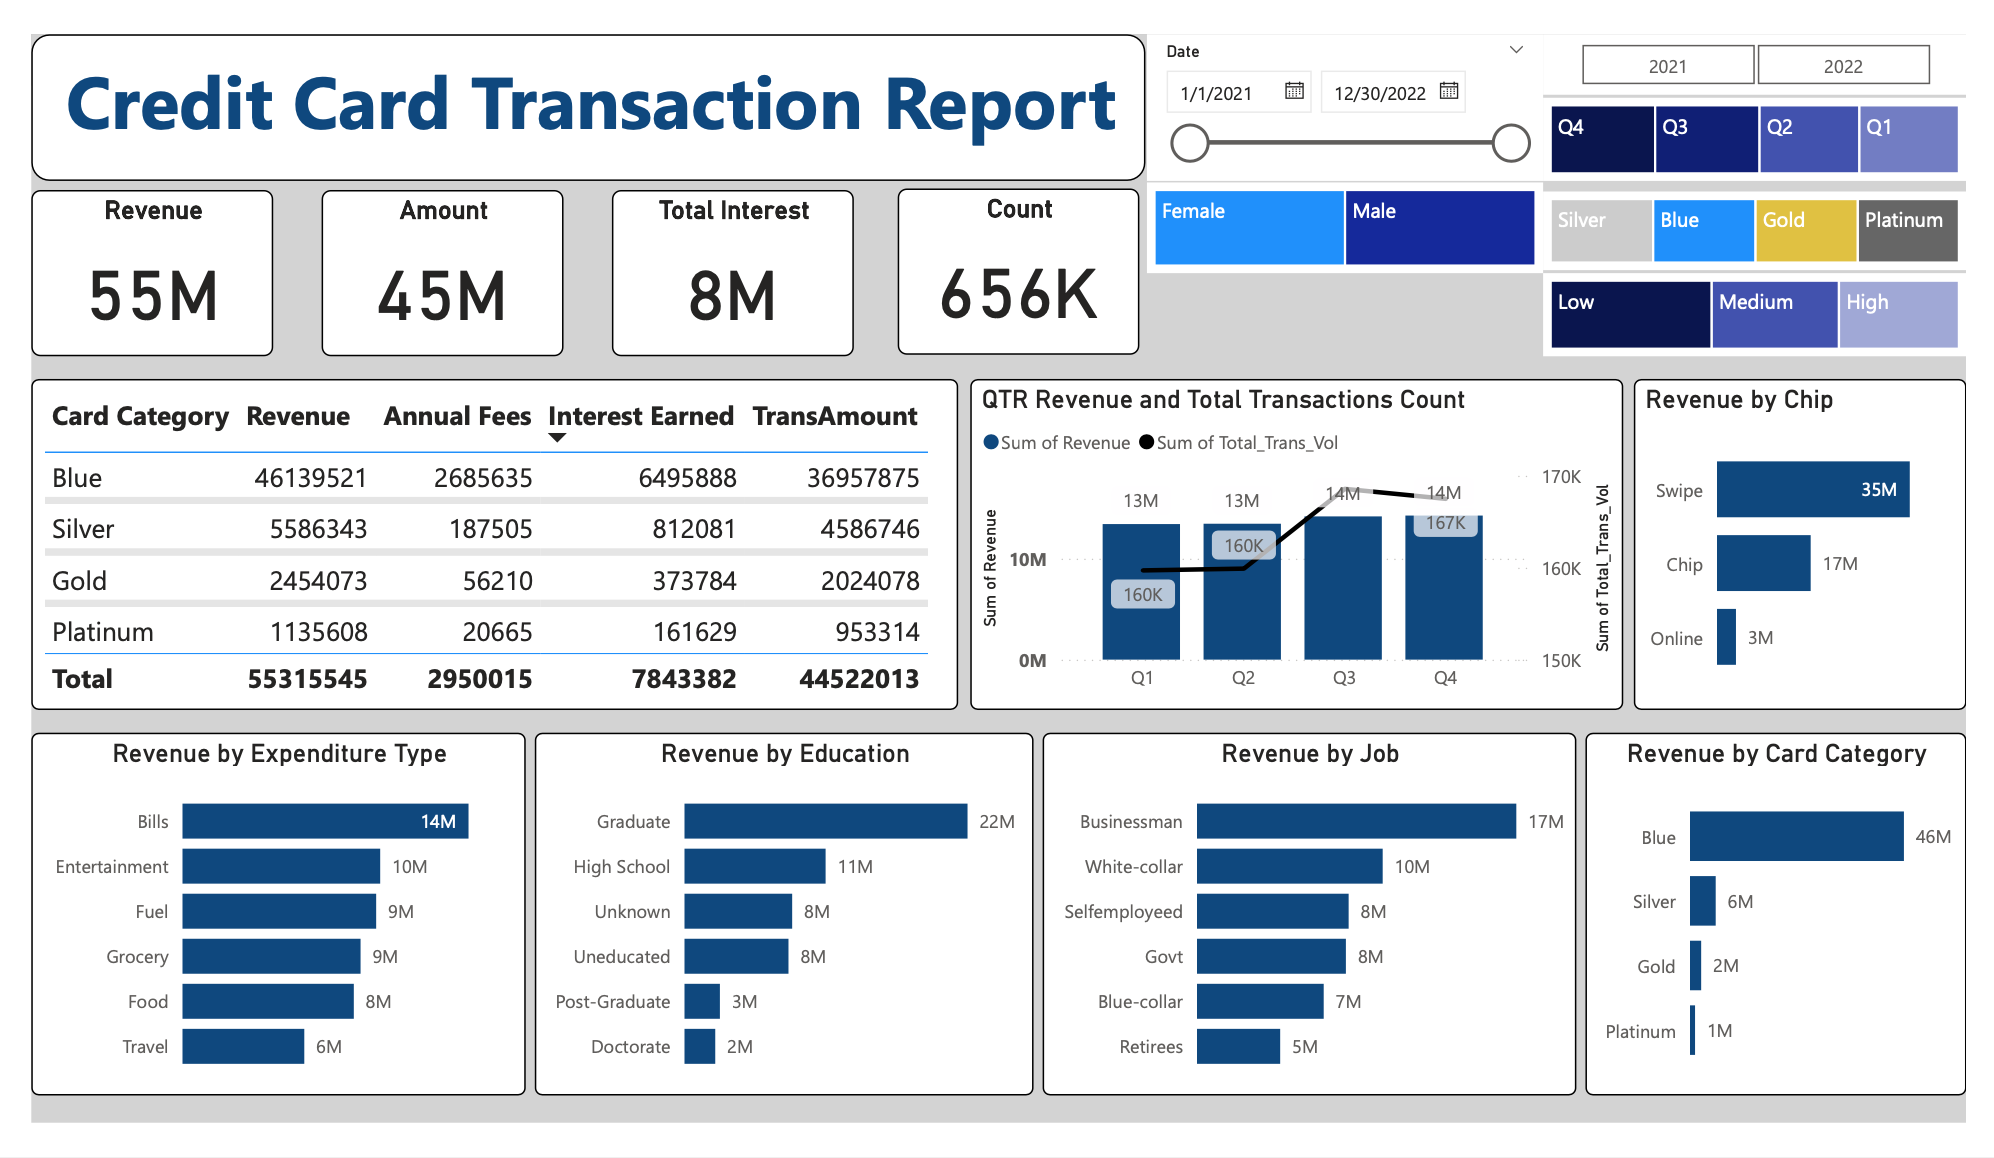 Credit Card Transaction Report
Date
1/1/2021 12/30/2022
2021 2022
Q4 Q3 Q2 Q1
Female Male
Silver Blue Gold Platinum
Low Medium High
Revenue
55M
Amount
45M
Total Interest
8M
Count
656K
Card Category Revenue Annual Fees Interest Earned TransAmount
Blue 46139521 2685635 6495888 36957875
Silver 5586343 187505 812081 4586746
Gold 2454073 56210 373784 2024078
Platinum 1135608 20665 161629 953314
Total 55315545 2950015 7843382 44522013
QTR Revenue and Total Transactions Count
Sum of Revenue Sum of Total_Trans_Vol
Sum of Revenue
10M
0M
13M 13M 14M 14M
160K 160K 167K
Q1 Q2 Q3 Q4
170K
160K
150K
Sum of Total_Trans_Vol
Revenue by Chip
Swipe 35M
Chip 17M
Online 3M
Revenue by Expenditure Type
Bills 14M
Entertainment 10M
Fuel 9M
Grocery 9M
Food 8M
Travel 6M
Revenue by Education
Graduate 22M
High School 11M
Unknown 8M
Uneducated 8M
Post-Graduate 3M
Doctorate 2M
Revenue by Job
Businessman 17M
White-collar 10M
Selfemployeed 8M
Govt 8M
Blue-collar 7M
Retirees 5M
Revenue by Card Category
Blue 46M
Silver 6M
Gold 2M
Platinum 1M